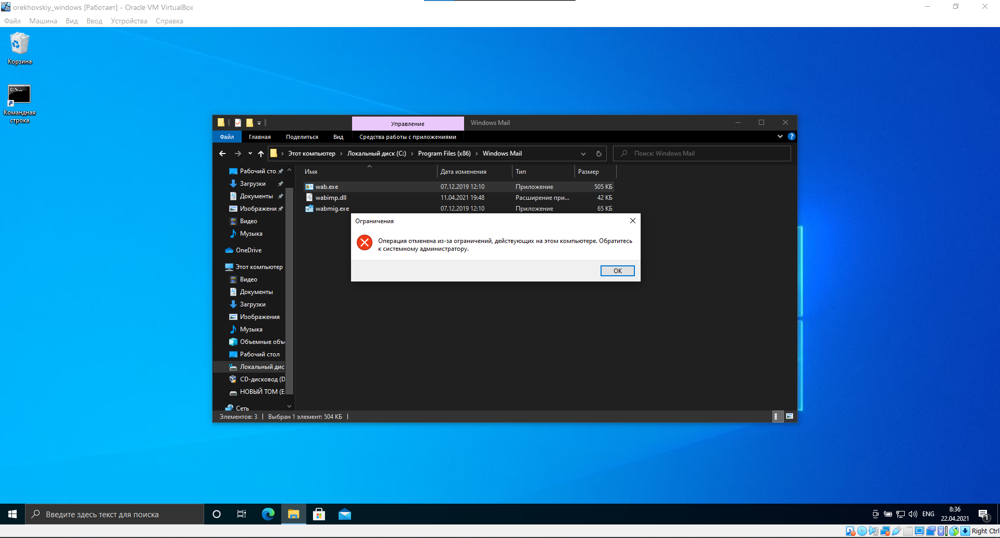 orekhovskiy_windows [Работает] - Oracle VM VirtualBox
Файл Машина Вид Ввод Устройства Справка
Корзина
C:\._
Командная
строка
Управление Windows Mail
Файл Главная Поделиться Вид Средства работы с приложениями
Этот компьютер Локальный диск (C:) Program Files (x86) Windows Mail
Поиск: Windows Mail
Имя Дата изменения Тип Размер
wab.exe 07.12.2019 12:10 Приложение 505 КБ
wabimp.dll 11.04.2021 19:48 Расширение при... 42 КБ
wabmig.exe 07.12.2019 12:10 Приложение 65 КБ
Рабочий сто.
Загрузки
Документы
Изображени
Видео
Музыка
OneDrive
Этот компьютер
Видео
Документы
Загрузки
Изображения
Музыка
Объемные объ
Рабочий стол
Локальный дис
CD-дисковод (D
НОВЫЙ ТОМ (E:
Сеть
Ограничения
Операция отменена из-за ограничений, действующих на этом компьютере. Обратитесь
к системному администратору.
ОК
Элементов: 3 Выбран 1 элемент: 504 КБ
Введите здесь текст для поиска
ENG
8:36
22.04.2021
1
Right Ctrl